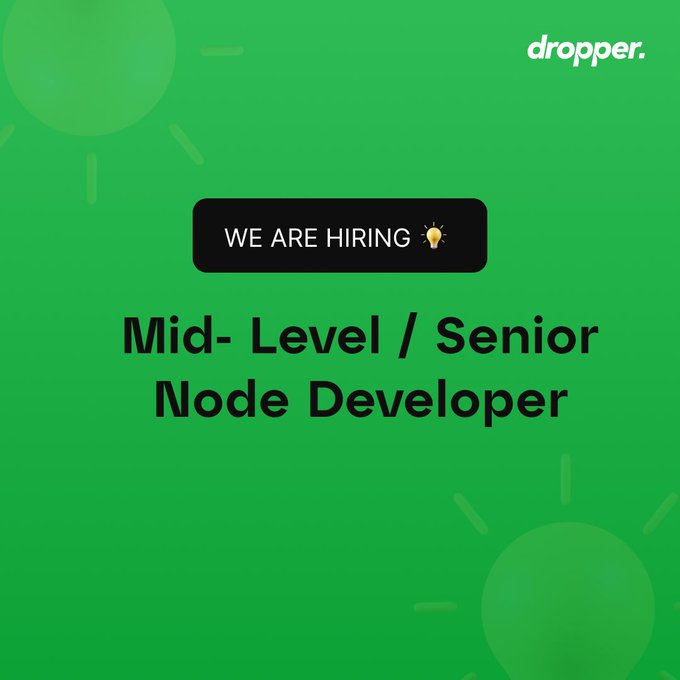 dropper.
WE ARE HIRING 💡
Mid- Level / Senior
Node Developer